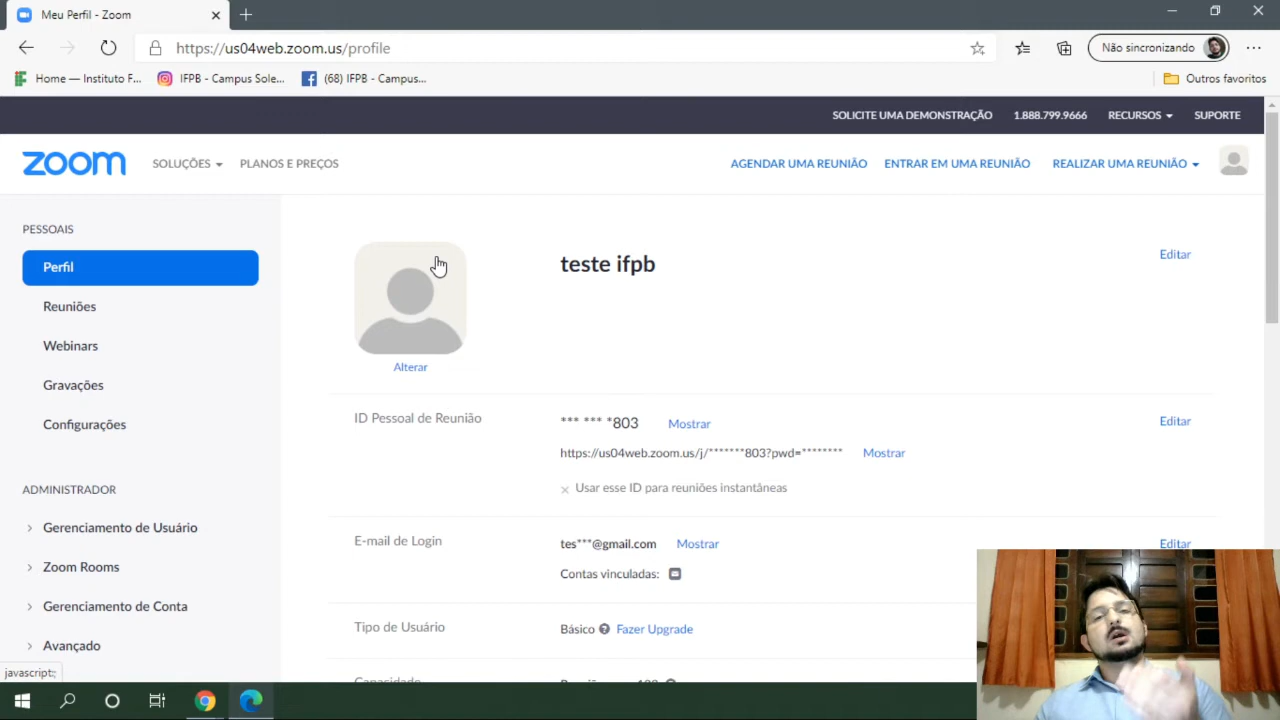 Meu Perfil - Zoom
https://us04web.zoom.us/profile
Não sincronizando
Home — Instituto F...
IFPB - Campus Sole...
(68) IFPB - Campus...
Outros favoritos
SOLICITE UMA DEMONSTRAÇÃO
1.888.799.9666
RECURSOS
SUPORTE
zoom
SOLUÇÕES
PLANOS E PREÇOS
AGENDAR UMA REUNIÃO
ENTRAR EM UMA REUNIÃO
REALIZAR UMA REUNIÃO
PESSOAIS
Perfil
Reuniões
Webinars
Gravações
Configurações
ADMINISTRADOR
Gerenciamento de Usuário
Zoom Rooms
Gerenciamento de Conta
Avançado
javascript:;
Alterar
teste ifpb
Editar
ID Pessoal de Reunião
*** *** *803 Mostrar
Editar
https://us04web.zoom.us/j/*******803?pwd=******** Mostrar
Usar esse ID para reuniões instantâneas
E-mail de Login
tes***@gmail.com Mostrar
Editar
Contas vinculadas:
Tipo de Usuário
Básico Fazer Upgrade
Capacidade